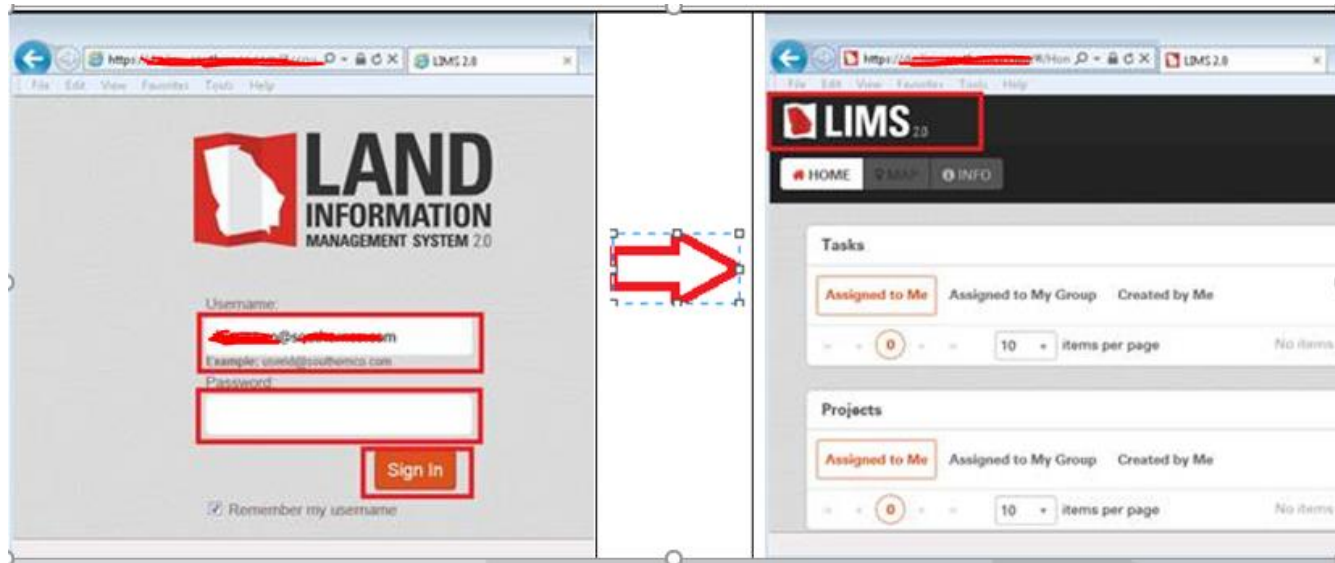 LIMS 2.0
File Edit View Favorites Tools Help
LAND
INFORMATION
MANAGEMENT SYSTEM 2.0
Username:
Example: userid@southernco.com
Password:
Sign In
Remember my username
LIMS 2.0
File Edit View Favorites Tools Help
LIMS 2.0
HOME MAP INFO
Tasks
Assigned to Me Assigned to My Group Created by Me
0 10 items per page No items
Projects
Assigned to Me Assigned to My Group Created by Me
0 10 items per page No items